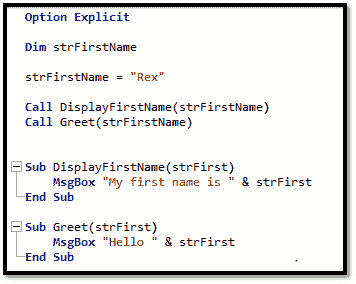 Option Explicit
Dim strFirstName
strFirstName = "Rex"
Call DisplayFirstName(strFirstName)
Call Greet(strFirstName)
Sub DisplayFirstName(strFirst)
MsgBox "My first name is " & strFirst
End Sub
Sub Greet(strFirst)
MsgBox "Hello " & strFirst
End Sub